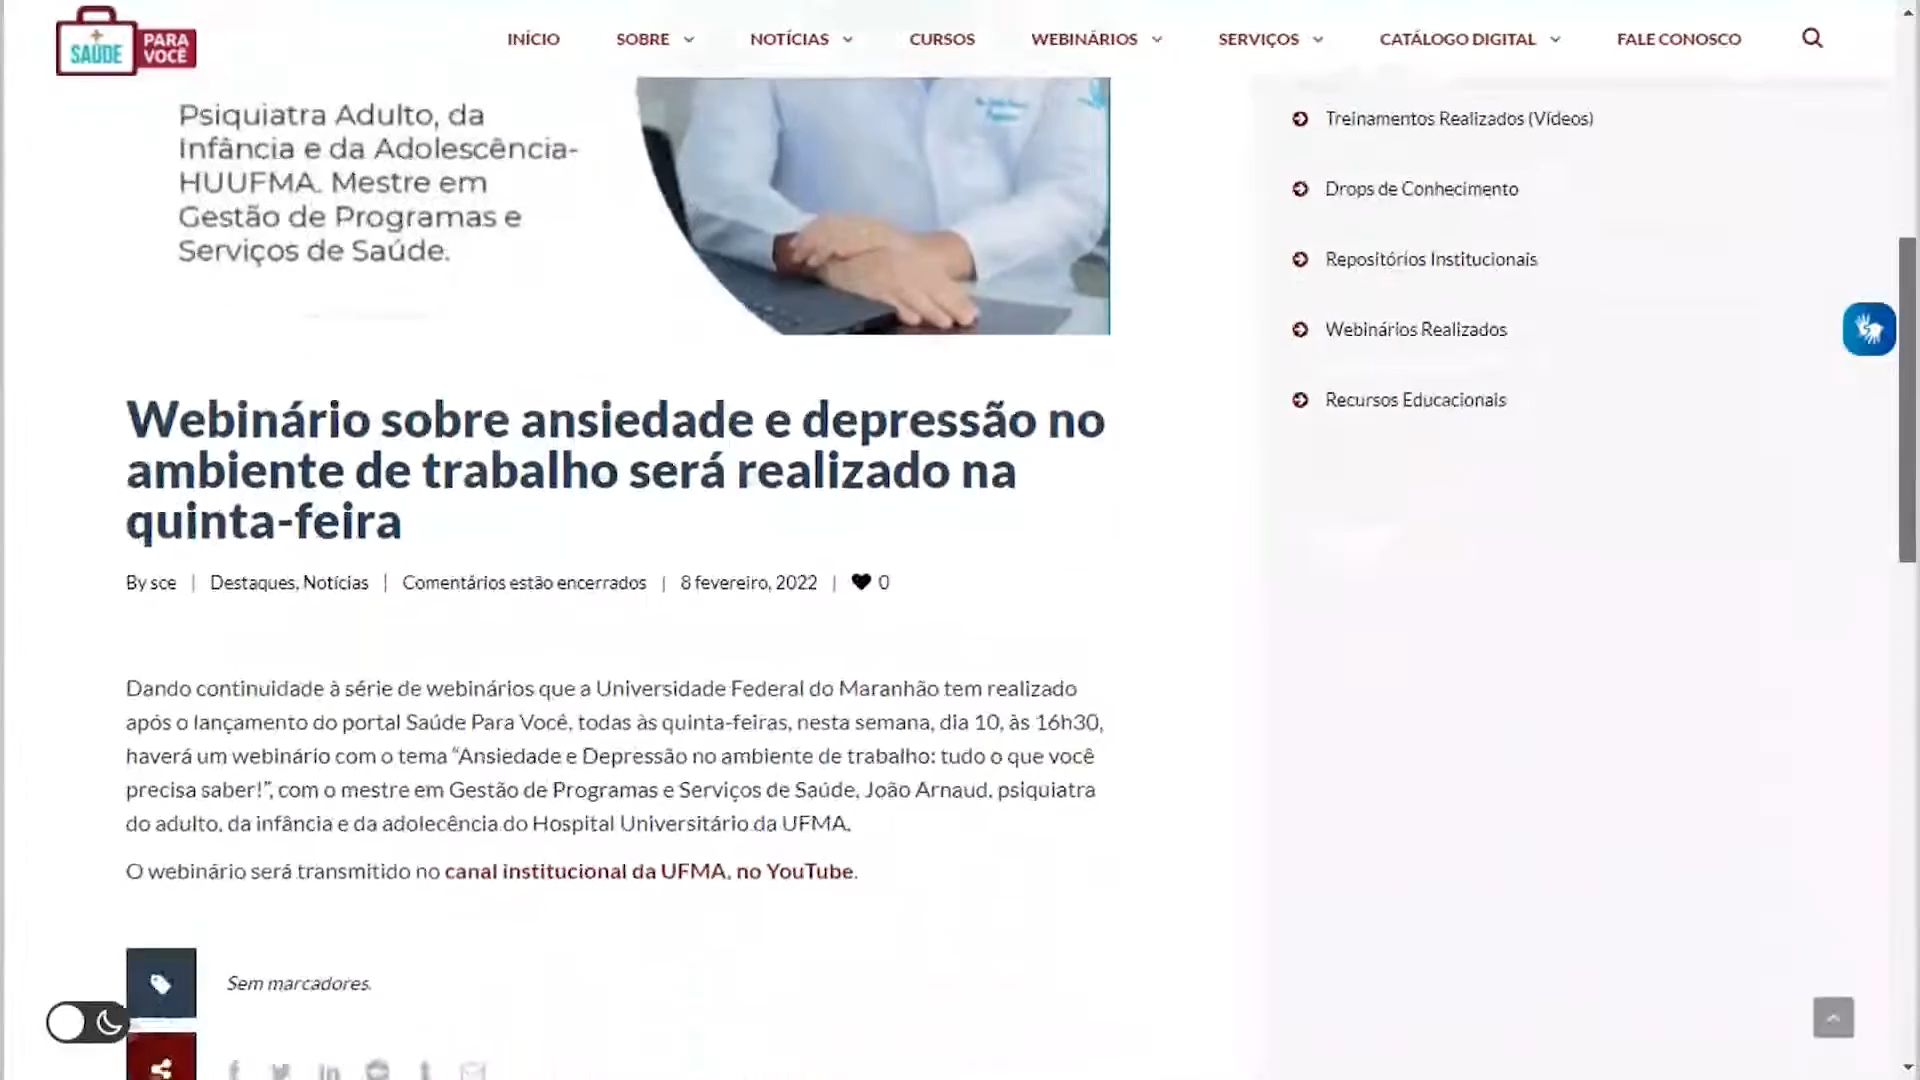 SAÚDE
PARA
VOCÊ
INÍCIO SOBRE NOTÍCIAS CURSOS WEBINÁRIOS SERVIÇOS CATÁLOGO DIGITAL FALE CONOSCO
Psiquiatra Adulto, da
Infância e da Adolescência-
HUUFMA. Mestre em
Gestão de Programas e
Serviços de Saúde.
Treinamentos Realizados (Vídeos)
Drops de Conhecimento
Repositórios Institucionais
Webinários Realizados
Recursos Educacionais
Webinário sobre ansiedade e depressão no
ambiente de trabalho será realizado na
quinta-feira
By sce | Destaques, Notícias | Comentários estão encerrados | 8 fevereiro, 2022 | 0
Dando continuidade à série de webinários que a Universidade Federal do Maranhão tem realizado
após o lançamento do portal Saúde Para Você, todas às quinta-feiras, nesta semana, dia 10, às 16h30,
haverá um webinário com o tema “Ansiedade e Depressão no ambiente de trabalho: tudo o que você
precisa saber!”, com o mestre em Gestão de Programas e Serviços de Saúde, João Arnaud, psiquiatra
do adulto, da infância e da adolecência do Hospital Universitário da UFMA.
O webinário será transmitido no canal institucional da UFMA, no YouTube.
Sem marcadores.